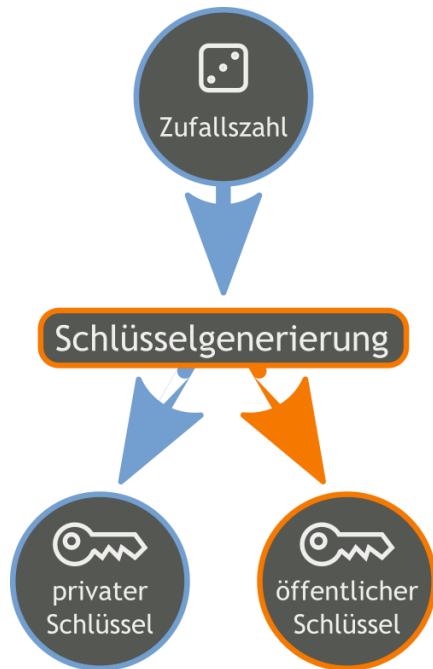 Zufallszahl
Schlüsselgenerierung
privater
Schlüssel
öffentlicher
Schlüssel